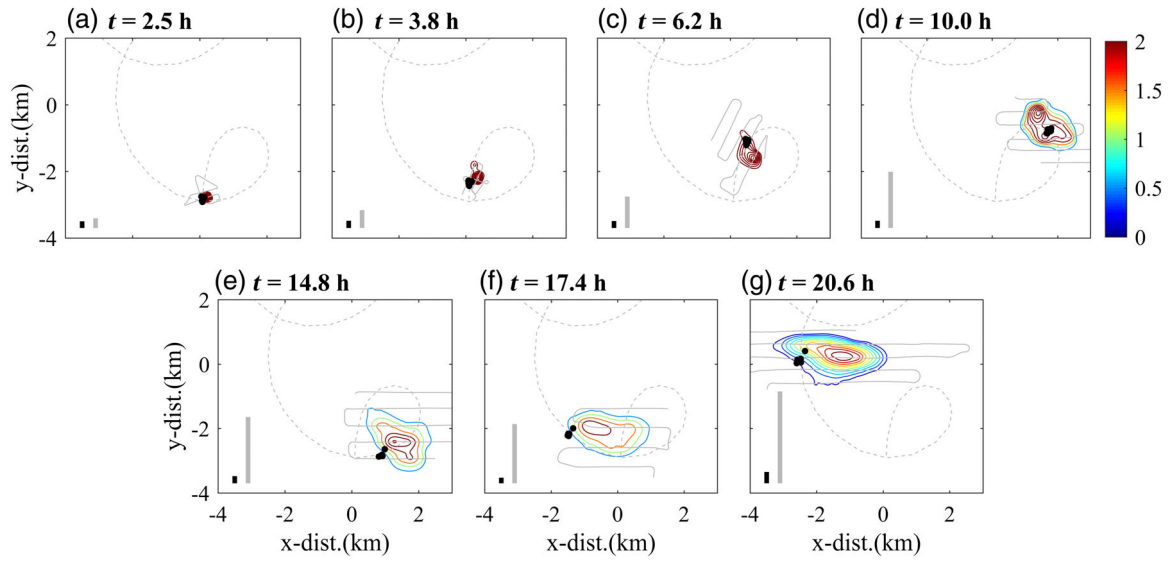 (a) t = 2.5 h
(b) t = 3.8 h
(c) t = 6.2 h
(d) t = 10.0 h
2
0
-2
-4
y-dist.(km)
2
1.5
1
0.5
0
(e) t = 14.8 h
(f) t = 17.4 h
(g) t = 20.6 h
2
0
-2
-4
y-dist.(km)
-4 -2 0 2
-4 -2 0 2
-4 -2 0 2
x-dist.(km)
x-dist.(km)
x-dist.(km)